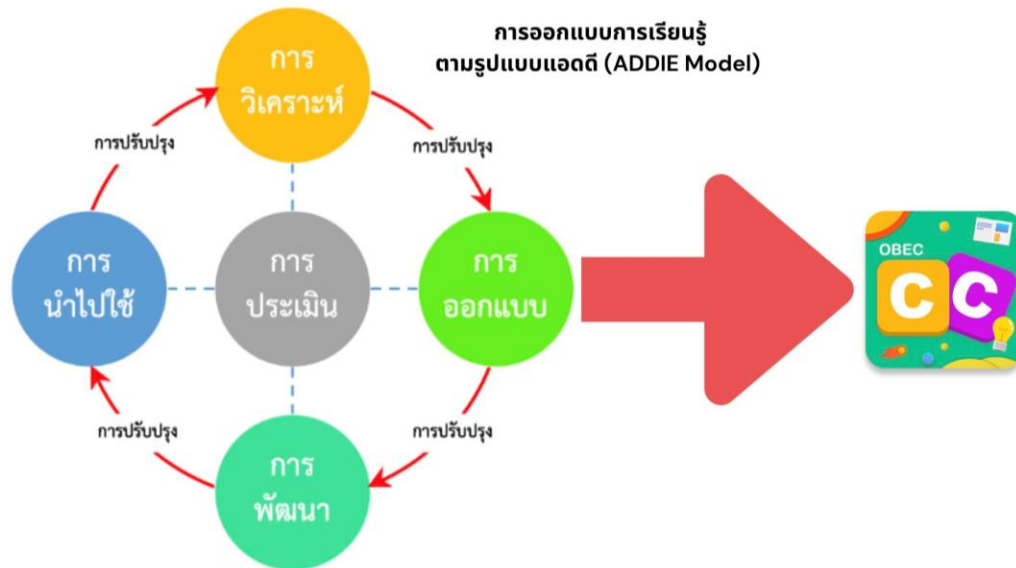 การออกแบบการเรียนรู้
ตามรูปแบบแอดดี (ADDIE Model)
การ
วิเคราะห์
การปรับปรุง
การปรับปรุง
การ
นำไปใช้
การ
ประเมิน
การ
ออกแบบ
OBEC
C C
การปรับปรุง
การปรับปรุง
การ
พัฒนา